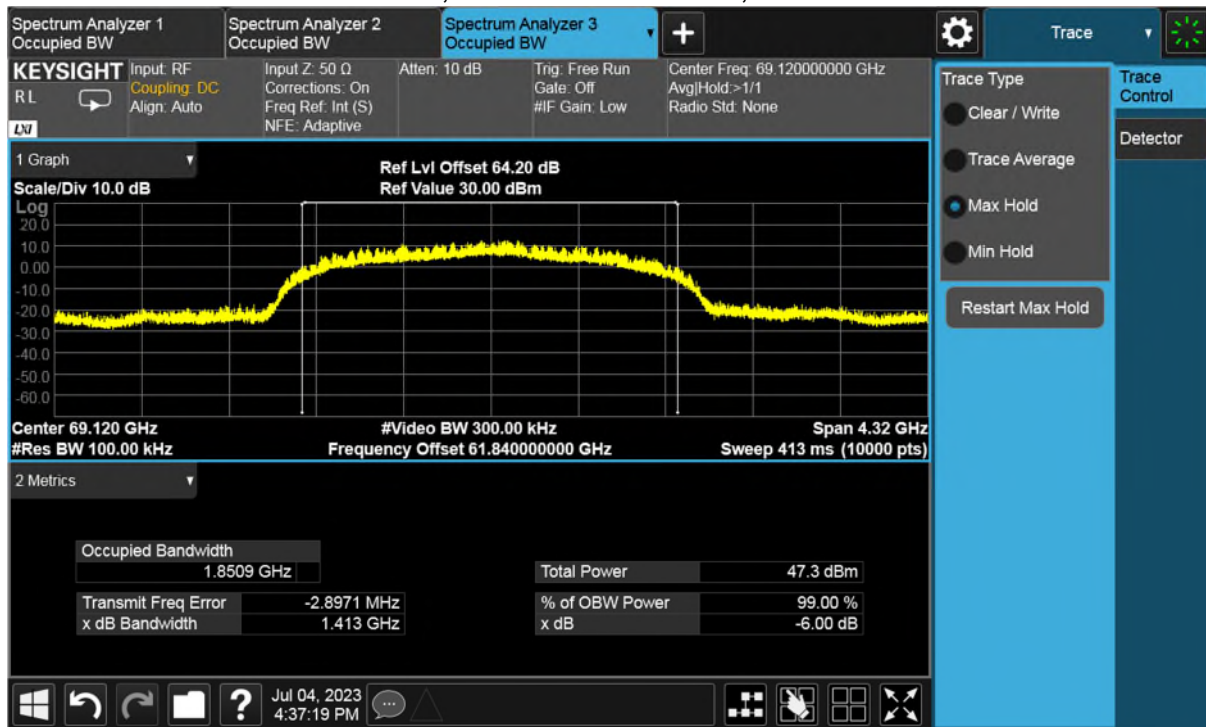 Spectrum Analyzer 1
Occupied BW
Spectrum Analyzer 2
Occupied BW
Spectrum Analyzer 3
Occupied BW
Trace
KEYSIGHT
RL
LXI
Input: RF
Coupling: DC
Align: Auto
Input Z: 50 Ω
Corrections: On
Freq Ref: Int (S)
NFE: Adaptive
Atten: 10 dB
Trig: Free Run
Gate: Off
#IF Gain: Low
Center Freq: 69.120000000 GHz
Avg|Hold:>1/1
Radio Std: None
Trace Type
Clear / Write
Trace Average
Max Hold
Min Hold
Restart Max Hold
Trace
Control
Detector
1 Graph
Scale/Div 10.0 dB
Ref Lvl Offset 64.20 dB
Ref Value 30.00 dBm
Log
20.0
10.0
0.00
-10.0
-20.0
-30.0
-40.0
-50.0
-60.0
Center 69.120 GHz
#Video BW 300.00 kHz
Span 4.32 GHz
#Res BW 100.00 kHz
Frequency Offset 61.840000000 GHz
Sweep 413 ms (10000 pts)
2 Metrics
Occupied Bandwidth
1.8509 GHz
Total Power 47.3 dBm
Transmit Freq Error -2.8971 MHz
% of OBW Power 99.00 %
x dB Bandwidth 1.413 GHz
x dB -6.00 dB
?
Jul 04, 2023
4:37:19 PM